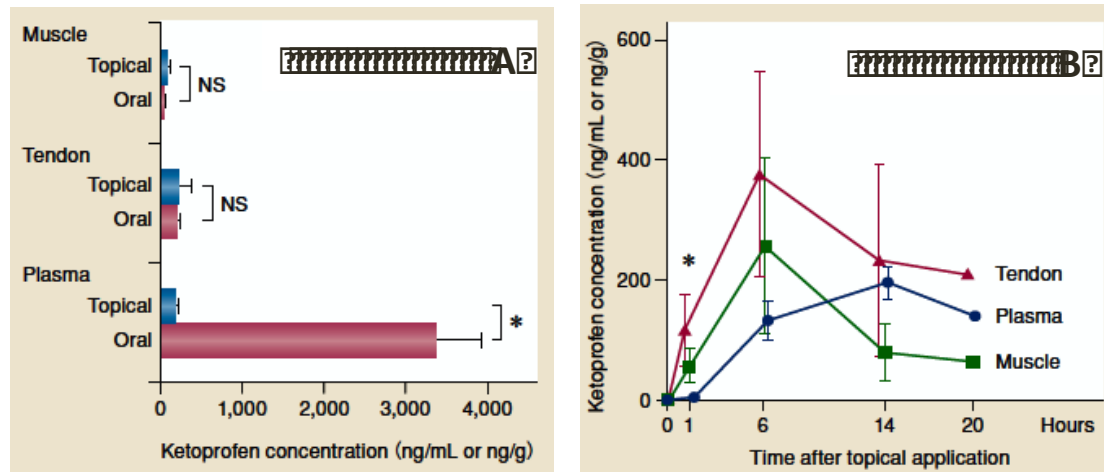 Muscle
Topical
Oral
NS
Tendon
Topical
Oral
NS
Plasma
Topical
Oral
*
0 1,000 2,000 3,000 4,000
Ketoprofen concentration (ng/mL or ng/g)
A
B
600
400
200
0
Ketoprofen concentration (ng/mL or ng/g)
*
Tendon
Plasma
Muscle
0 1 6 14 20 Hours
Time after topical application